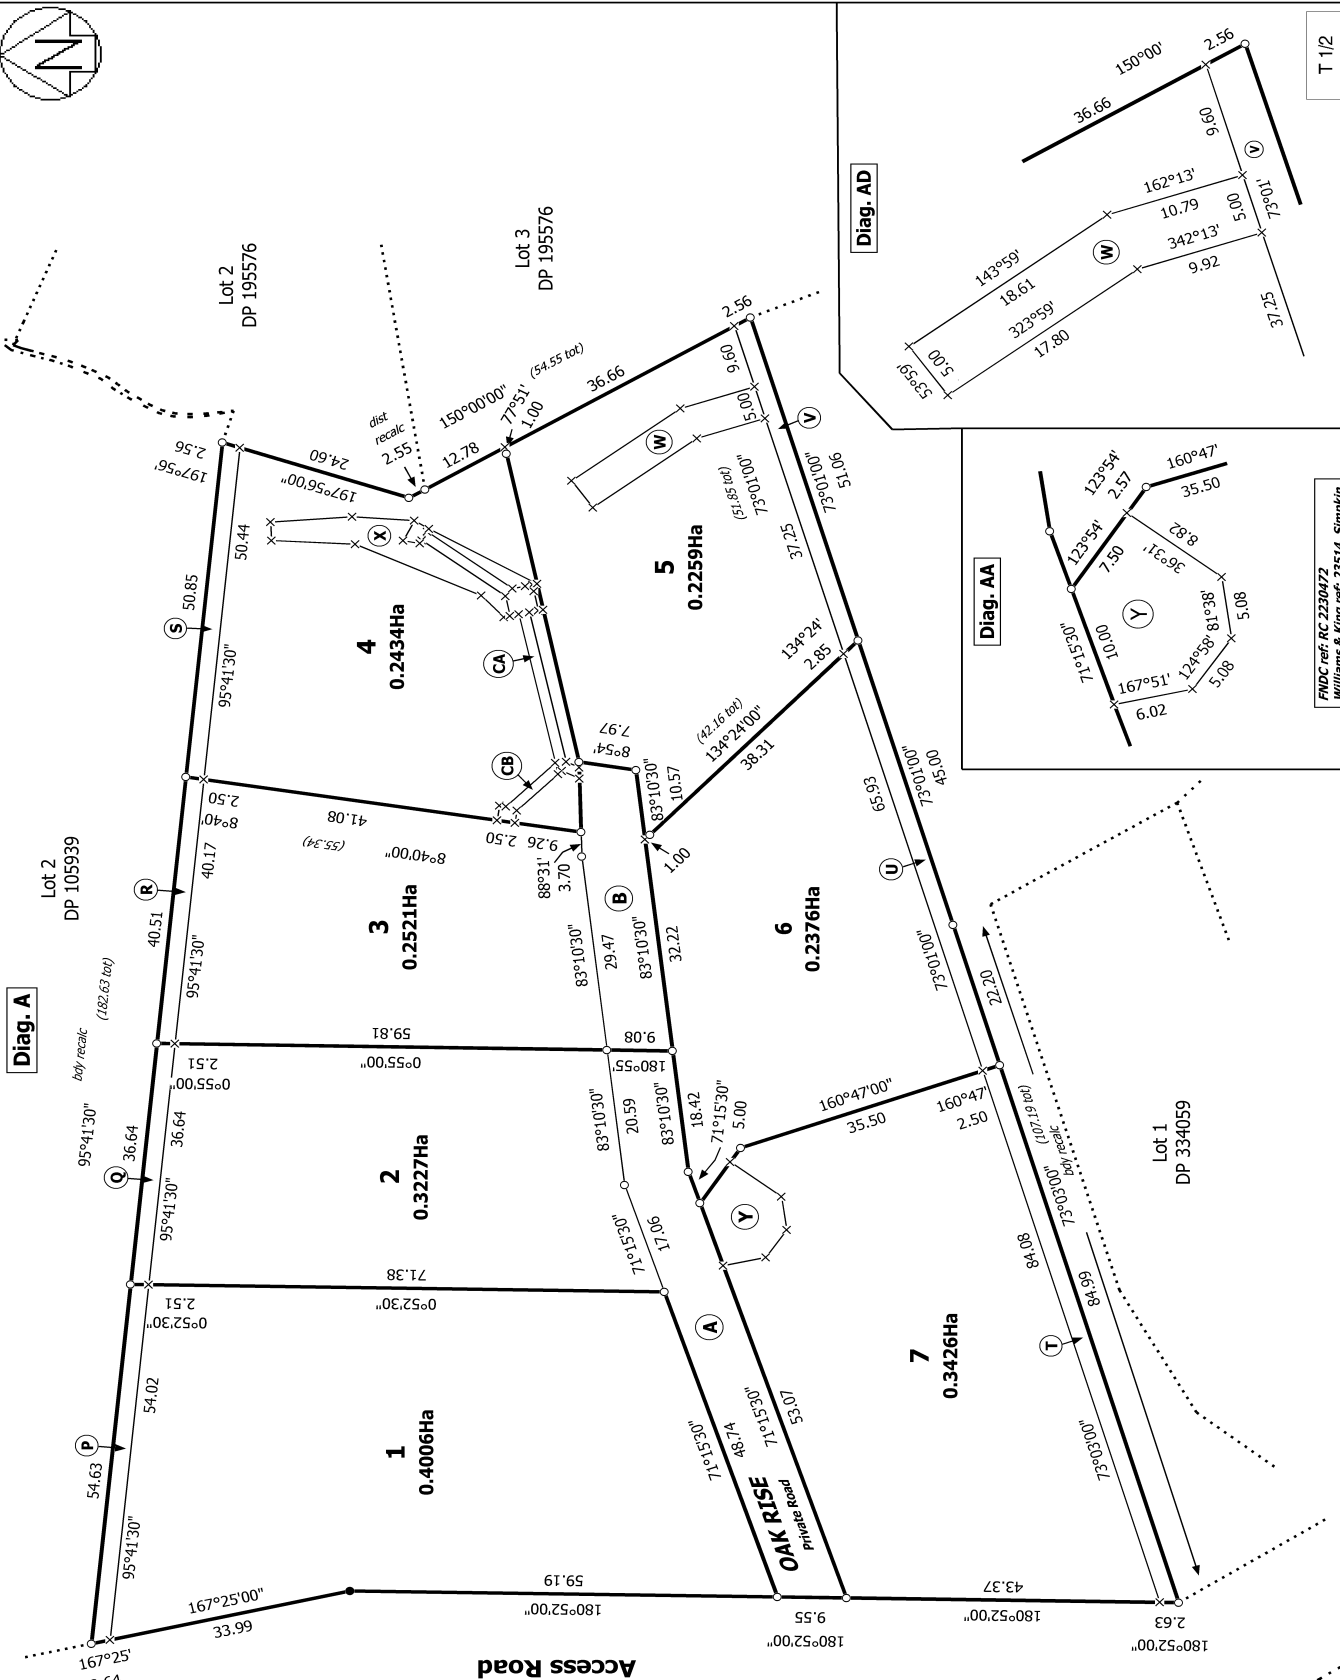 Diag. A
N
Lot 2
DP 105939
Lot 2
DP 195576
Lot 3
DP 195576
Lot 1
DP 334059
95°41'30"
bdy recalc
(182.63 tot)
P
54.63
95°41'30"
54.02
Q
36.64
95°41'30"
36.64
R
40.51
95°41'30"
40.17
S
50.85
95°41'30"
50.44
167°25'
167°25'00"
33.99
180°52'00"
59.19
Access Road
180°52'00"
9.55
180°52'00"
43.37
180°52'00"
2.63
1
0.4006Ha
0°52'30"
2.51
0°52'30"
71.38
2
0.3227Ha
0°55'00"
2.51
0°55'00"
59.81
3
0.2521Ha
8°40'
2.50
41.08
(55.34)
8°40'00"
2.50
9.26
4
0.2434Ha
197°56'
2.56
197°56'00"
24.60
dist
recalc
2.55
12.78
150°00'00"
(54.55 tot)
77°51'
1.00
36.66
2.56
X
CA
CB
88°31'
3.70
83°10'30"
29.47
B
83°10'30"
32.22
8°54'
7.97
83°10'30"
10.57
1.00
180°55'
9.08
83°10'30"
20.59
83°10'30"
18.42
71°15'30"
17.06
71°15'30"
5.00
71°15'30"
48.74
A
71°15'30"
53.07
OAK RISE
Private Road
5
0.2259Ha
W
9.60
5.00
V
(51.85 tot)
73°01'00"
37.25
73°01'00"
51.06
134°24'
2.85
(42.16 tot)
134°24'00"
38.31
6
0.2376Ha
65.93
73°01'00"
73°01'00"
45.00
U
22.20
160°47'00"
35.50
160°47'
2.50
Y
7
0.3426Ha
84.08
73°03'00"
T
73°03'00"
(107.19 tot)
bdy recalc
84.99
Diag. AA
71°15'30"
10.00
123°54'
7.50
123°54'
2.57
160°47'
35.50
8.82
36°31'
Y
167°51'
6.02
124°58'
5.08
81°38'
5.08
Diag. AD
150°00'
36.66
2.56
9.60
V
162°13'
10.79
5.00
73°01'
342°13'
9.92
37.25
W
143°59'
18.61
323°59'
17.80
53°59'
5.00
T 1/2
FNDC ref: RC 2230472
Williams & King ref: 23514 Simpkin